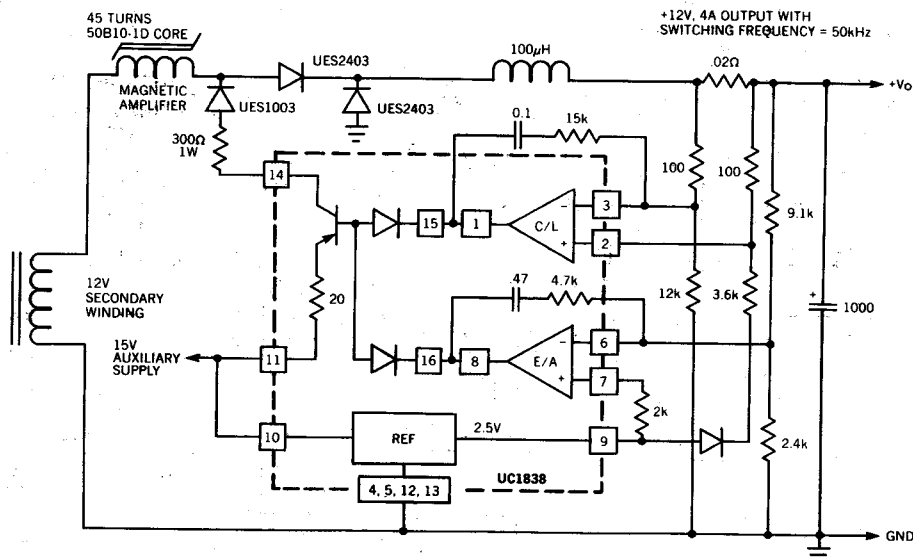 45 TURNS
50B10-1D CORE
+12V, 4A OUTPUT WITH
SWITCHING FREQUENCY = 50kHz
UES2403
100μH
.02Ω
+Vo
MAGNETIC
AMPLIFIER
UES1003
UES2403
0.1
15k
300Ω
1W
100
100
14
3
9.1k
15
1
C/L
−
+
2
12k
3.6k
.47
4.7k
12V
SECONDARY
WINDING
20
+
1000
15V
AUXILIARY
SUPPLY
11
16
8
E/A
−
+
6
7
2k
10
REF
2.5V
9
2.4k
UC1838
4, 5, 12, 13
GND